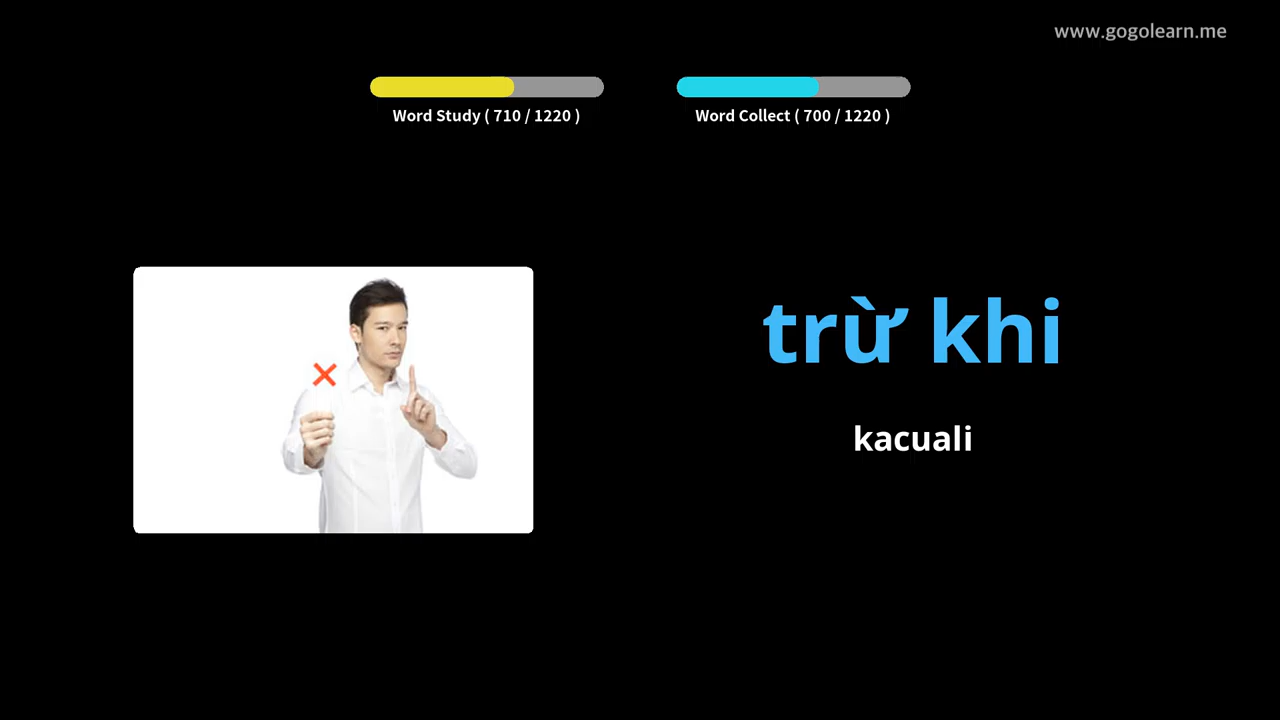 www.gogolearn.me
Word Study ( 710 / 1220 )
Word Collect ( 700 / 1220 )
trừ khi
kacuali